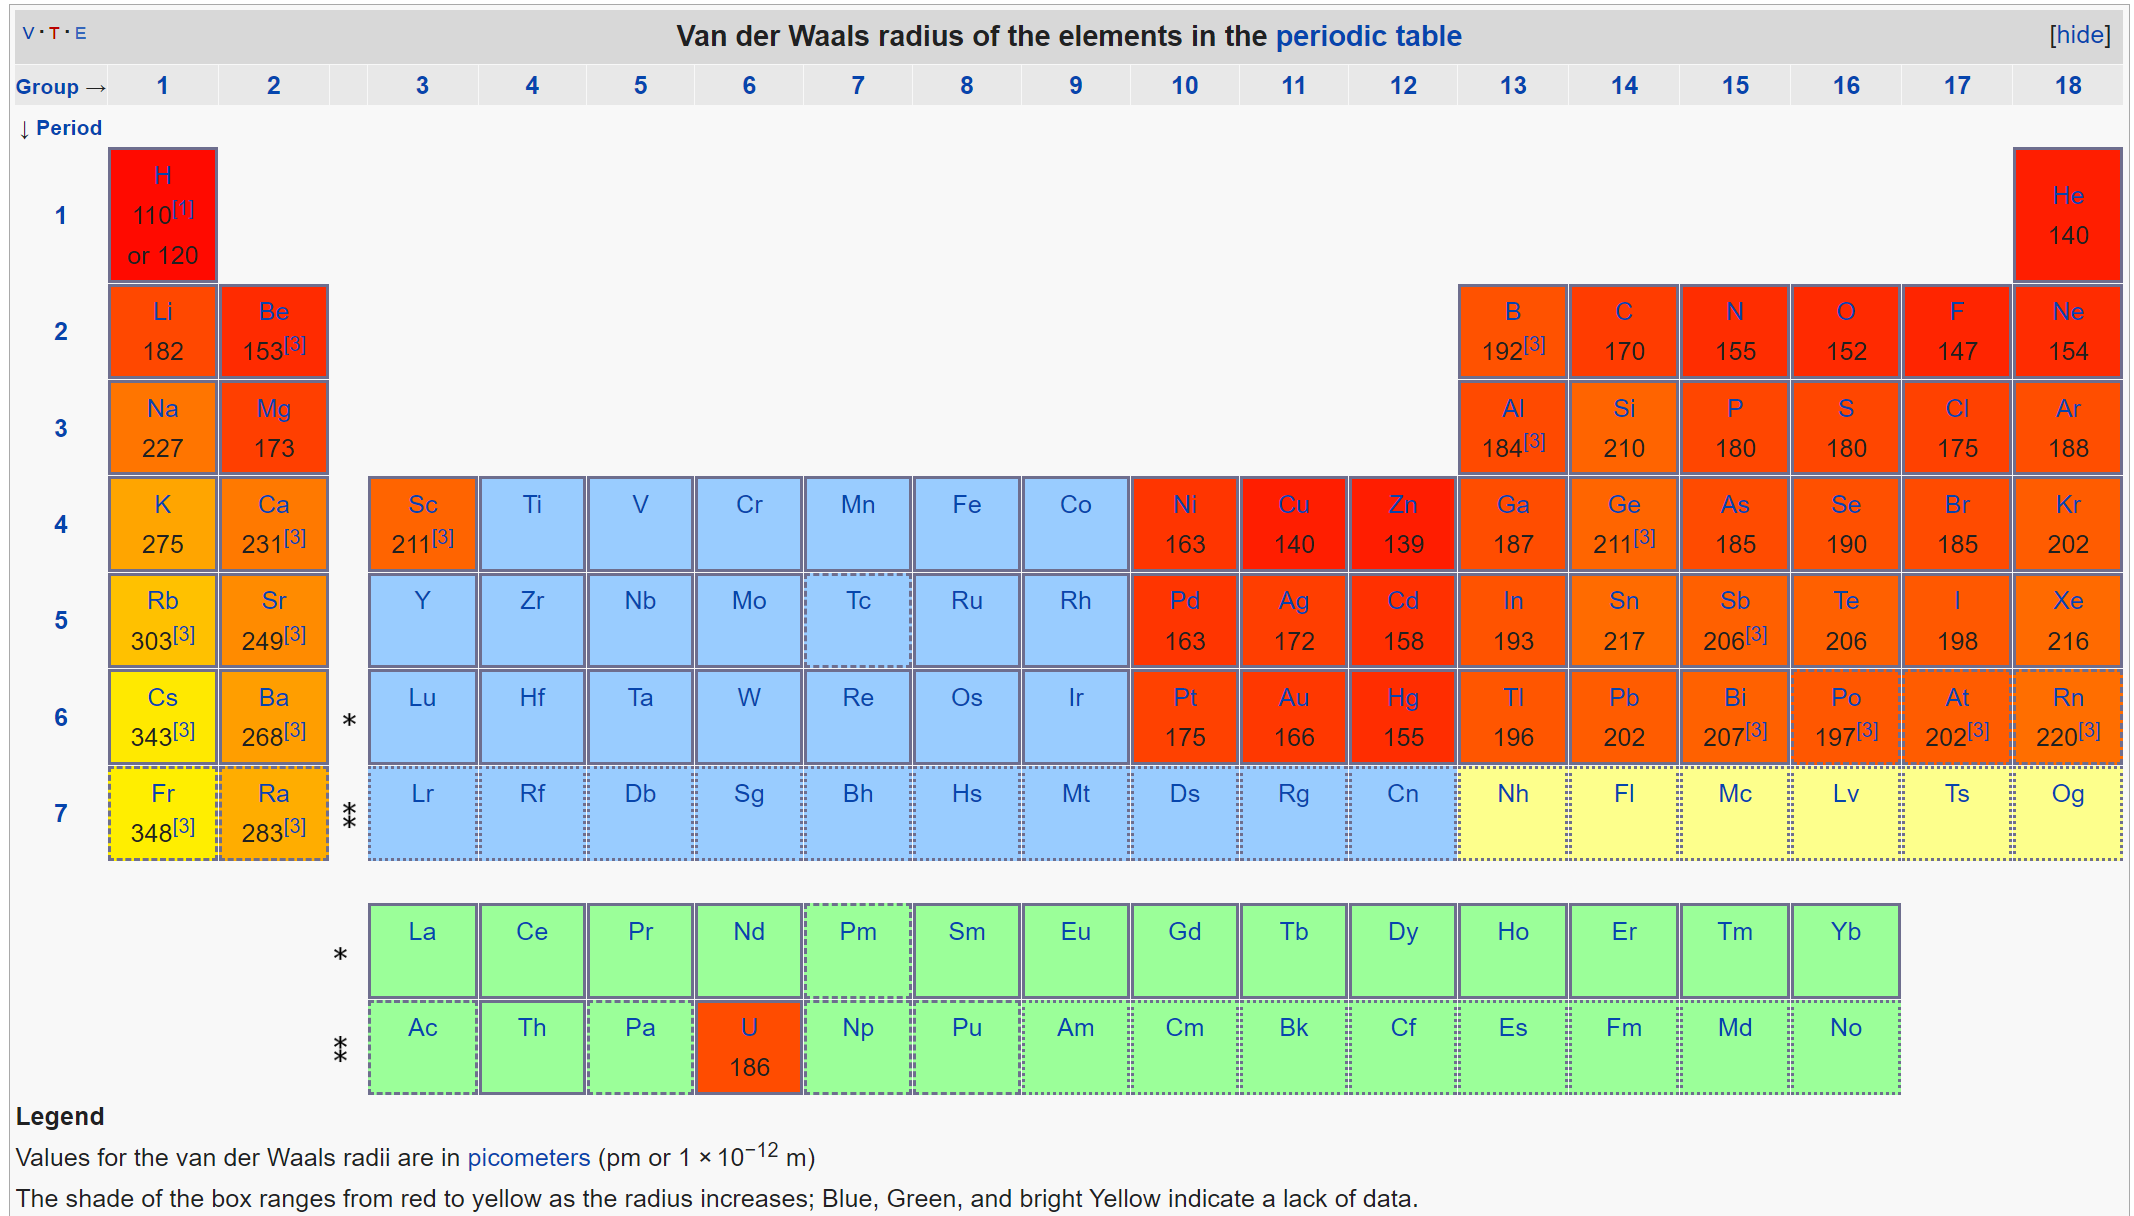 V · T · E Van der Waals radius of the elements in the periodic table [hide]
Group → 1 2 3 4 5 6 7 8 9 10 11 12 13 14 15 16 17 18
↓ Period
1 H 110[1] or 120 He 140
2 Li 182 Be 153[3] B 192[3] C 170 N 155 O 152 F 147 Ne 154
3 Na 227 Mg 173 Al 184[3] Si 210 P 180 S 180 Cl 175 Ar 188
4 K 275 Ca 231[3] Sc 211[3] Ti V Cr Mn Fe Co Ni 163 Cu 140 Zn 139 Ga 187 Ge 211[3] As 185 Se 190 Br 185 Kr 202
5 Rb 303[3] Sr 249[3] Y Zr Nb Mo Tc Ru Rh Pd 163 Ag 172 Cd 158 In 193 Sn 217 Sb 206[3] Te 206 I 198 Xe 216
6 Cs 343[3] Ba 268[3] * Lu Hf Ta W Re Os Ir Pt 175 Au 166 Hg 155 Tl 196 Pb 202 Bi 207[3] Po 197[3] At 202[3] Rn 220[3]
7 Fr 348[3] Ra 283[3] ⁑ Lr Rf Db Sg Bh Hs Mt Ds Rg Cn Nh Fl Mc Lv Ts Og
* La Ce Pr Nd Pm Sm Eu Gd Tb Dy Ho Er Tm Yb
⁑ Ac Th Pa U 186 Np Pu Am Cm Bk Cf Es Fm Md No
Legend
Values for the van der Waals radii are in picometers (pm or 1 × 10⁻¹² m)
The shade of the box ranges from red to yellow as the radius increases; Blue, Green, and bright Yellow indicate a lack of data.